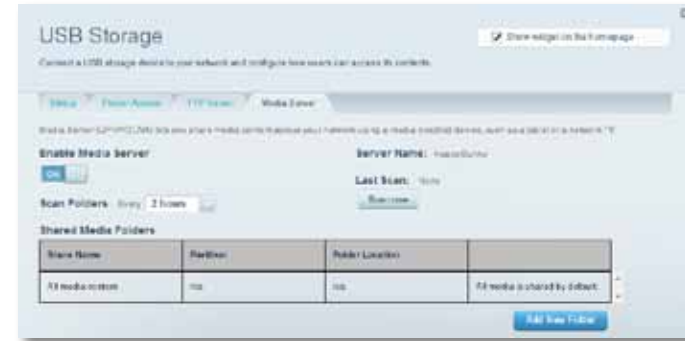 USB Storage
Show widget on the homepage
Connect a USB storage device to your network and configure how users can access its contents.
Status Folder Access FTP Server Media Server
Enable Media Server
Server Name:
ON
Last Scan: None
Scan Folders Every 2 hours
Scan now
Shared Media Folders
Share Name Partition Folder Location
n/a n/a All media is shared by default.
Add New Folder